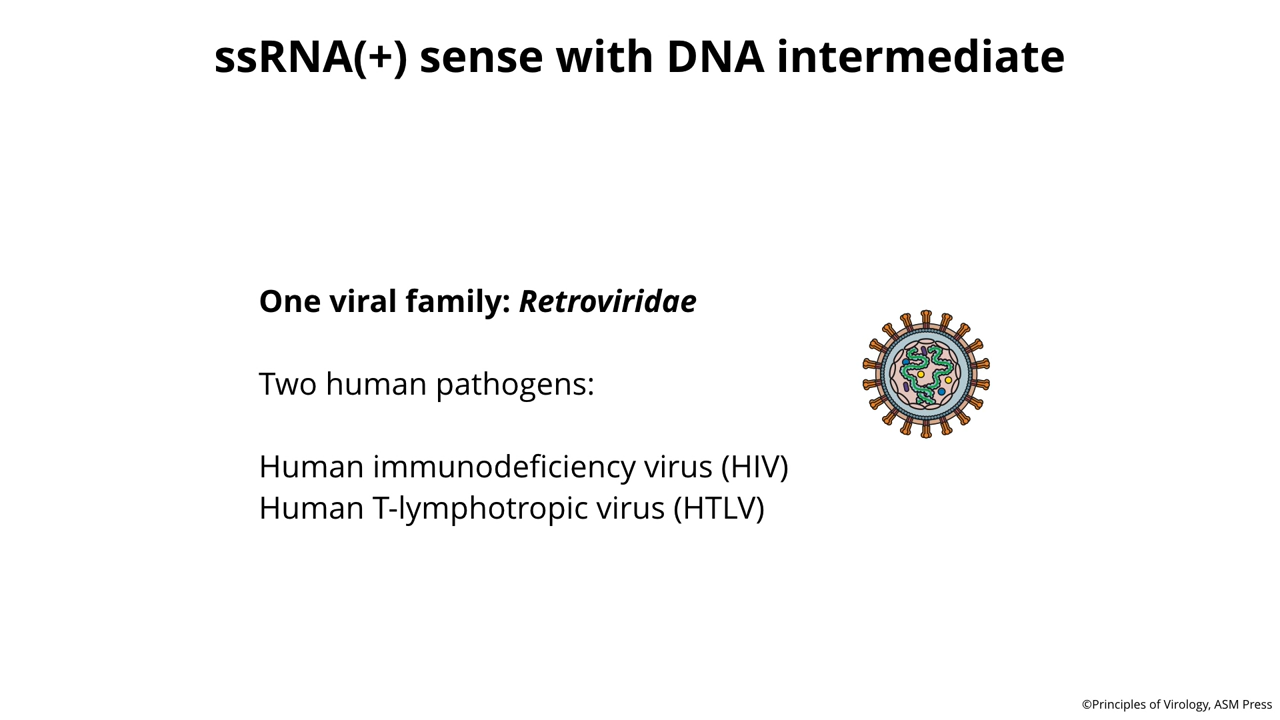 ssRNA(+) sense with DNA intermediate
One viral family: Retroviridae
Two human pathogens:
Human immunodeficiency virus (HIV)
Human T-lymphotropic virus (HTLV)
©Principles of Virology, ASM Press